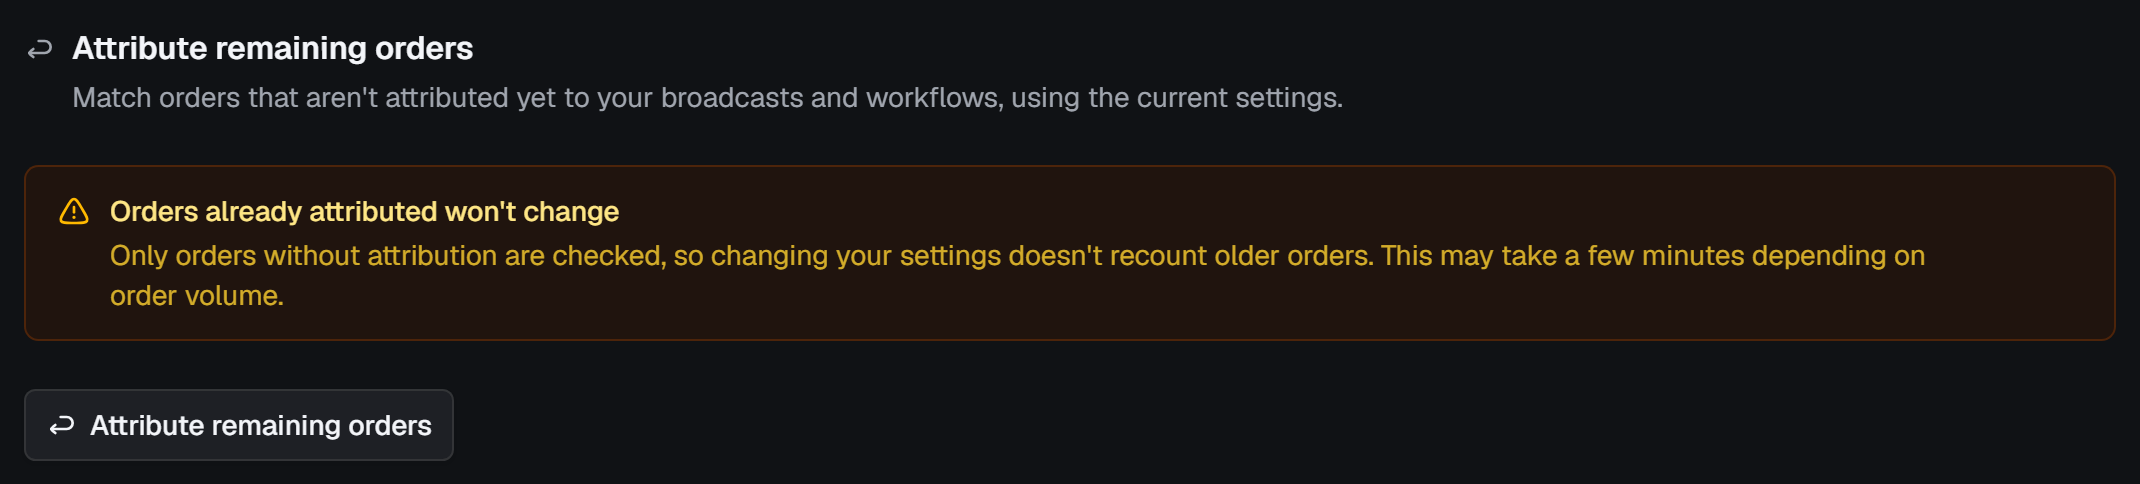 Attribute remaining orders
Match orders that aren't attributed yet to your broadcasts and workflows, using the current settings.
Orders already attributed won't change
Only orders without attribution are checked, so changing your settings doesn't recount older orders. This may take a few minutes depending on
order volume.
Attribute remaining orders